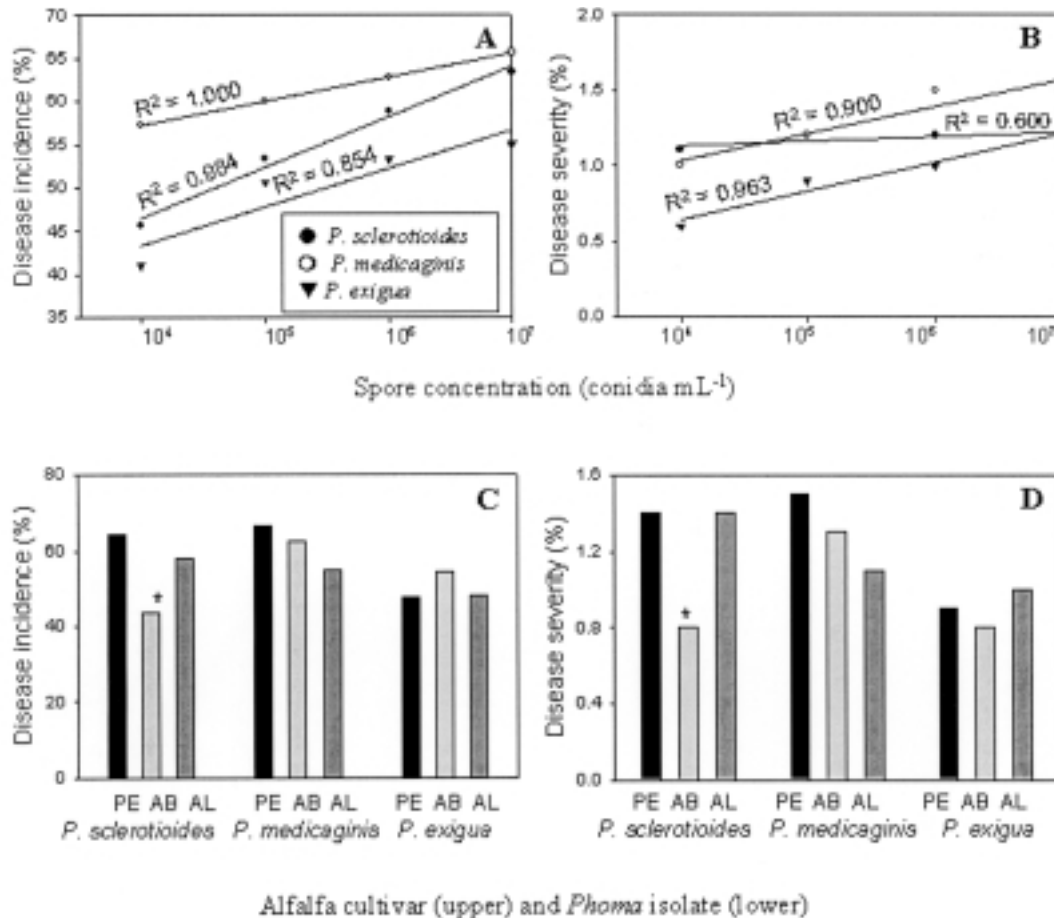 A
Disease incidence (%)
70
65
60
55
50
45
40
35
R² = 1.000
R² = 0.984
R² = 0.854
P. sclerotioides
P. medicaginis
P. exigua
10⁴ 10⁵ 10⁶ 10⁷
B
Disease severity (%)
2.0
1.5
1.0
0.5
0.0
R² = 0.900
R² = 0.600
R² = 0.963
10⁴ 10⁵ 10⁶ 10⁷
Spore concentration (conidia mL⁻¹)
C
Disease incidence (%)
80
60
40
20
0
*
PE AB AL PE AB AL PE AB AL
P. sclerotioides P. medicaginis P. exigua
D
Disease severity (%)
1.6
1.2
0.8
0.4
0.0
*
PE AB AL PE AB AL PE AB AL
P. sclerotioides P. medicaginis P. exigua
Alfalfa cultivar (upper) and Phoma isolate (lower)